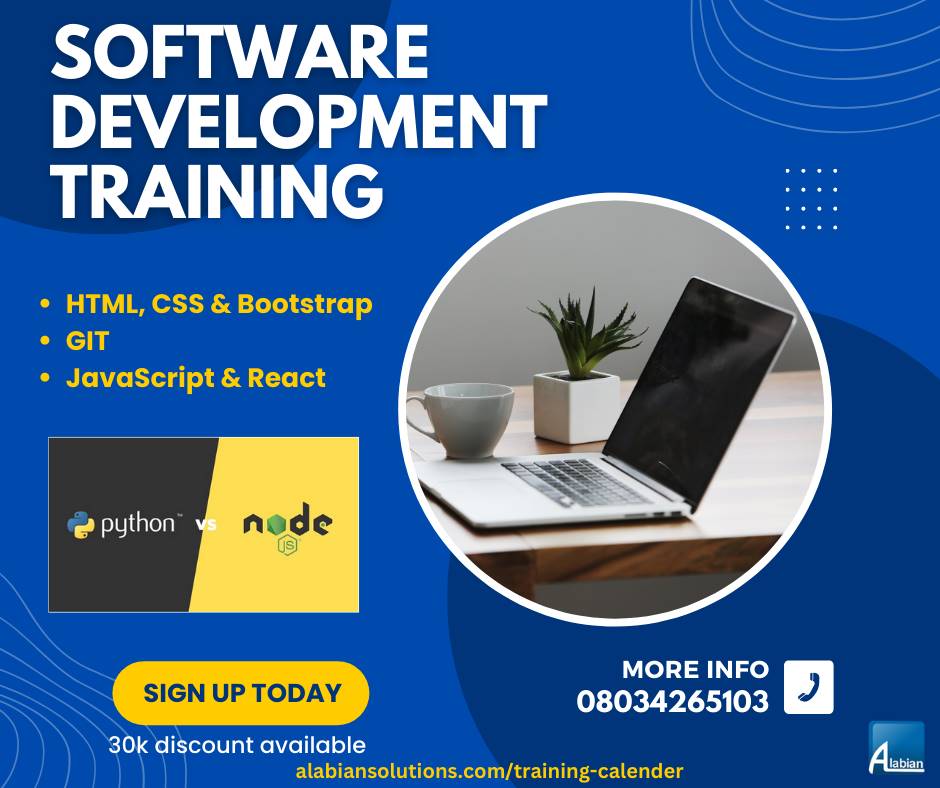 SOFTWARE
DEVELOPMENT
TRAINING
• HTML, CSS & Bootstrap
• GIT
• JavaScript & React
python™ vs node
JS
SIGN UP TODAY
30k discount available
MORE INFO
08034265103
alabiansolutions.com/training-calender
Alabian